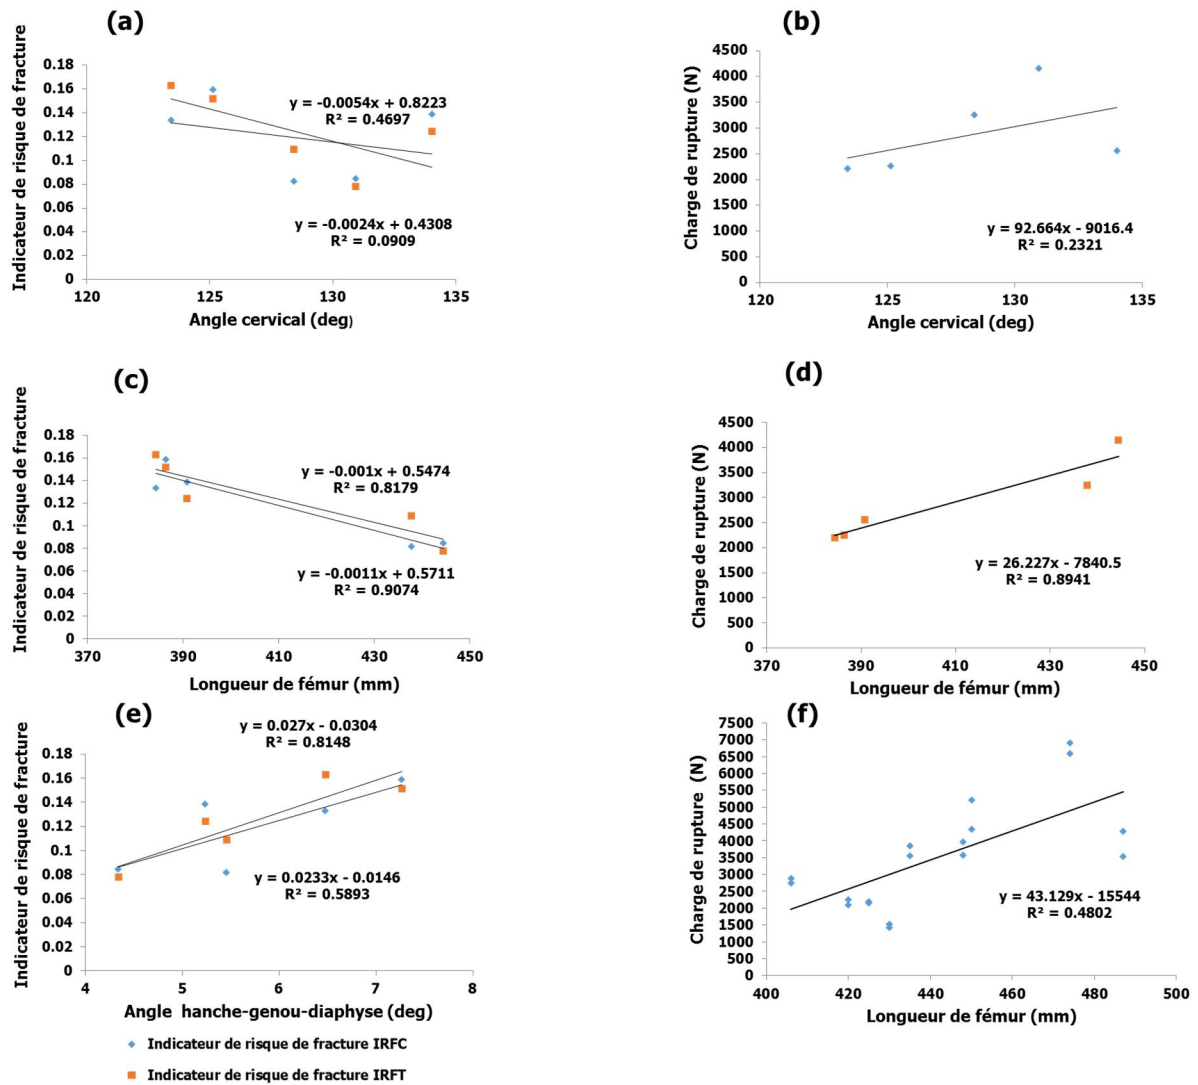 (a)
Indicateur de risque de fracture
0.18
0.16
0.14
0.12
0.1
0.08
0.06
0.04
0.02
0
y = -0.0054x + 0.8223
R² = 0.4697
y = -0.0024x + 0.4308
R² = 0.0909
120 125 130 135
Angle cervical (deg)
(b)
Charge de rupture (N)
4500
4000
3500
3000
2500
2000
1500
1000
500
0
y = 92.664x - 9016.4
R² = 0.2321
120 125 130 135
Angle cervical (deg)
(c)
Indicateur de risque de fracture
0.18
0.16
0.14
0.12
0.1
0.08
0.06
0.04
0.02
0
y = -0.001x + 0.5474
R² = 0.8179
y = -0.0011x + 0.5711
R² = 0.9074
370 390 410 430 450
Longueur de fémur (mm)
(d)
Charge de rupture (N)
4500
4000
3500
3000
2500
2000
1500
1000
500
0
y = 26.227x - 7840.5
R² = 0.8941
370 390 410 430 450
Longueur de fémur (mm)
(e)
Indicateur de risque de fracture
y = 0.027x - 0.0304
R² = 0.8148
0.18
0.16
0.14
0.12
0.1
0.08
0.06
0.04
0.02
0
y = 0.0233x - 0.0146
R² = 0.5893
4 5 6 7 8
Angle hanche-genou-diaphyse (deg)
(f)
Charge de rupture (N)
7500
7000
6500
6000
5500
5000
4500
4000
3500
3000
2500
2000
1500
1000
500
0
y = 43.129x - 15544
R² = 0.4802
400 420 440 460 480 500
Longueur de fémur (mm)
Indicateur de risque de fracture IRFC
Indicateur de risque de fracture IRFT